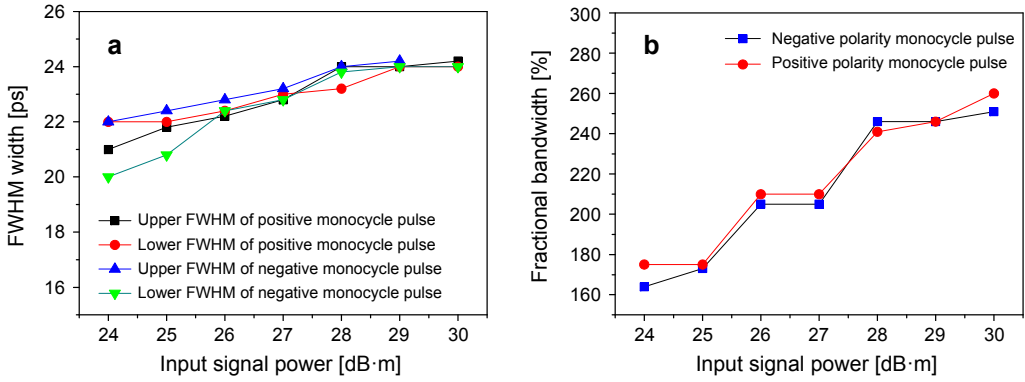 a
FWHM width [ps]
26
24
22
20
18
16
Upper FWHM of positive monocycle pulse
Lower FWHM of positive monocycle pulse
Upper FWHM of negative monocycle pulse
Lower FWHM of negative monocycle pulse
24 25 26 27 28 29 30
Input signal power [dB·m]
b
Fractional bandwidth [%]
300
280
260
240
220
200
180
160
Negative polarity monocycle pulse
Positive polarity monocycle pulse
24 25 26 27 28 29 30
Input signal power [dB·m]